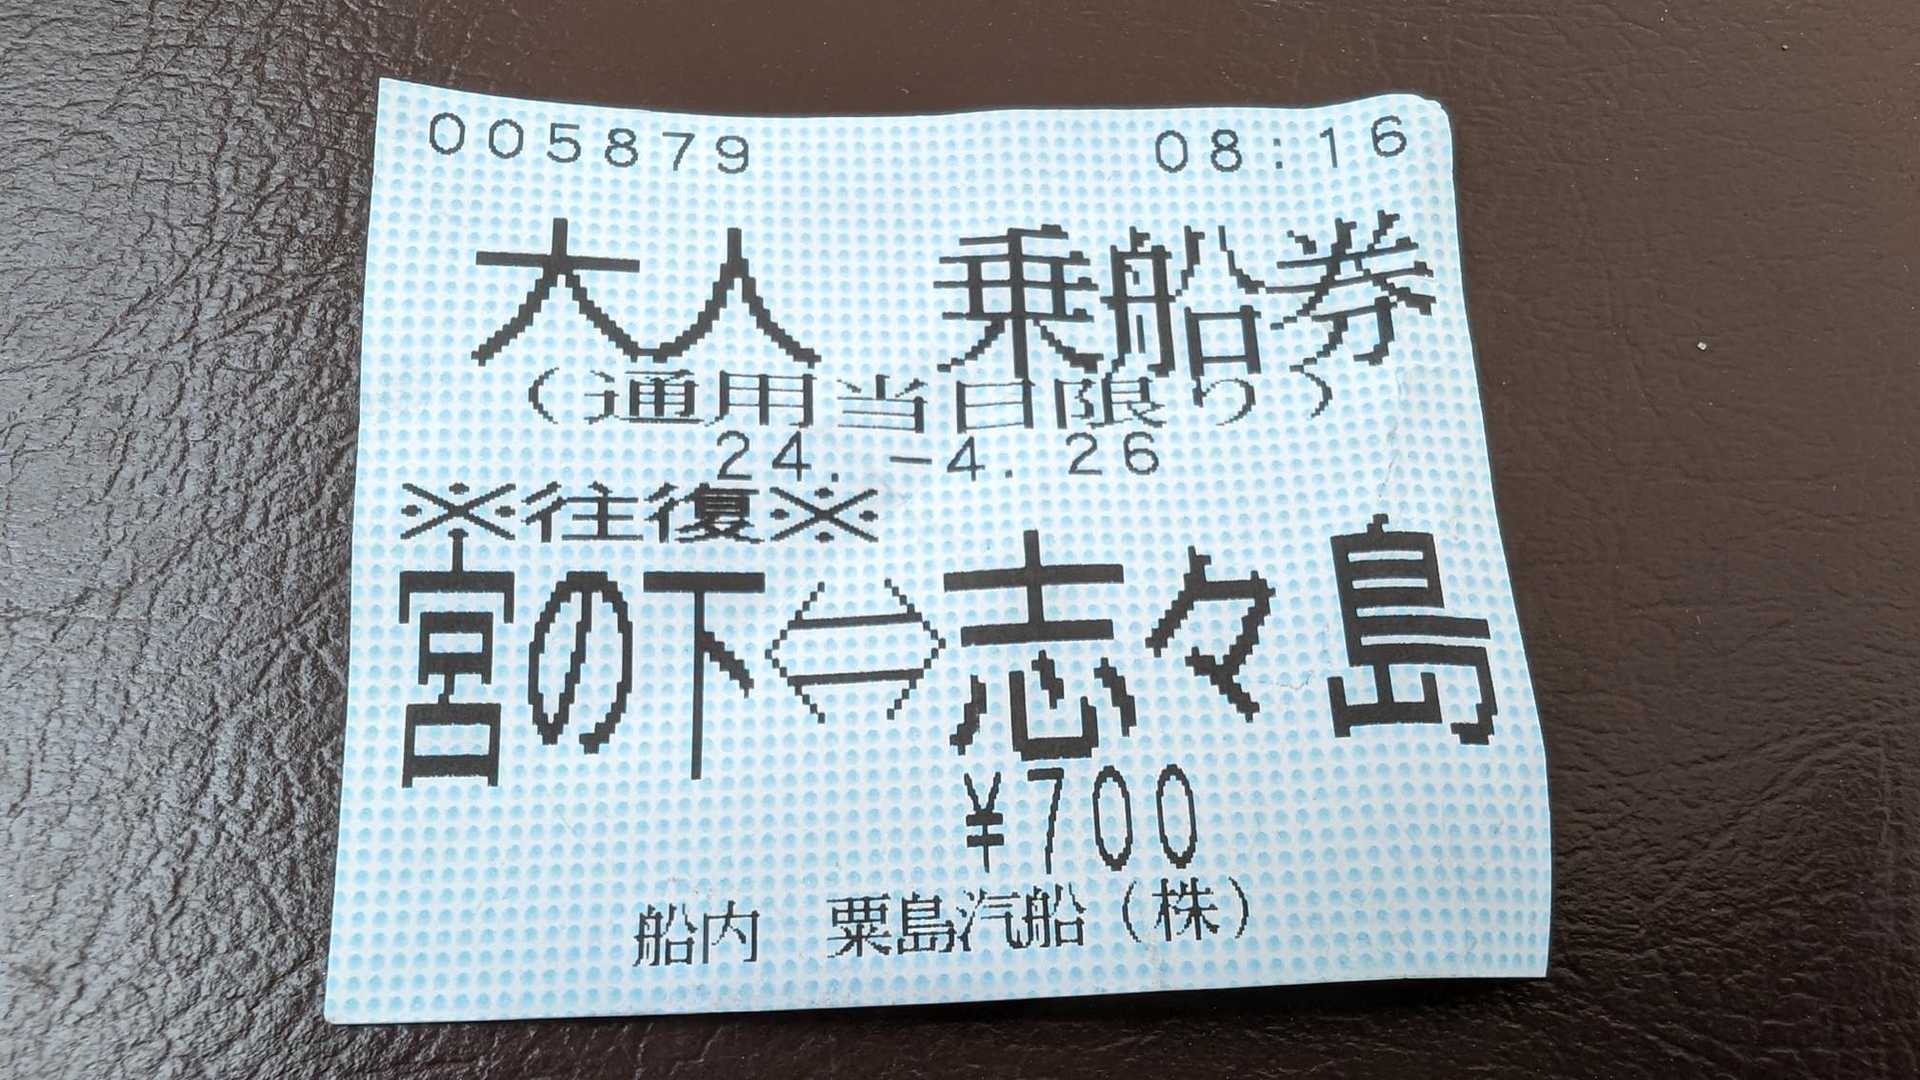 005879 08:16
大人 乗船券
(通用当日限り)
24.-4.26
※往復※
宮の下⇔志々島
¥700
船内 粟島汽船(株)